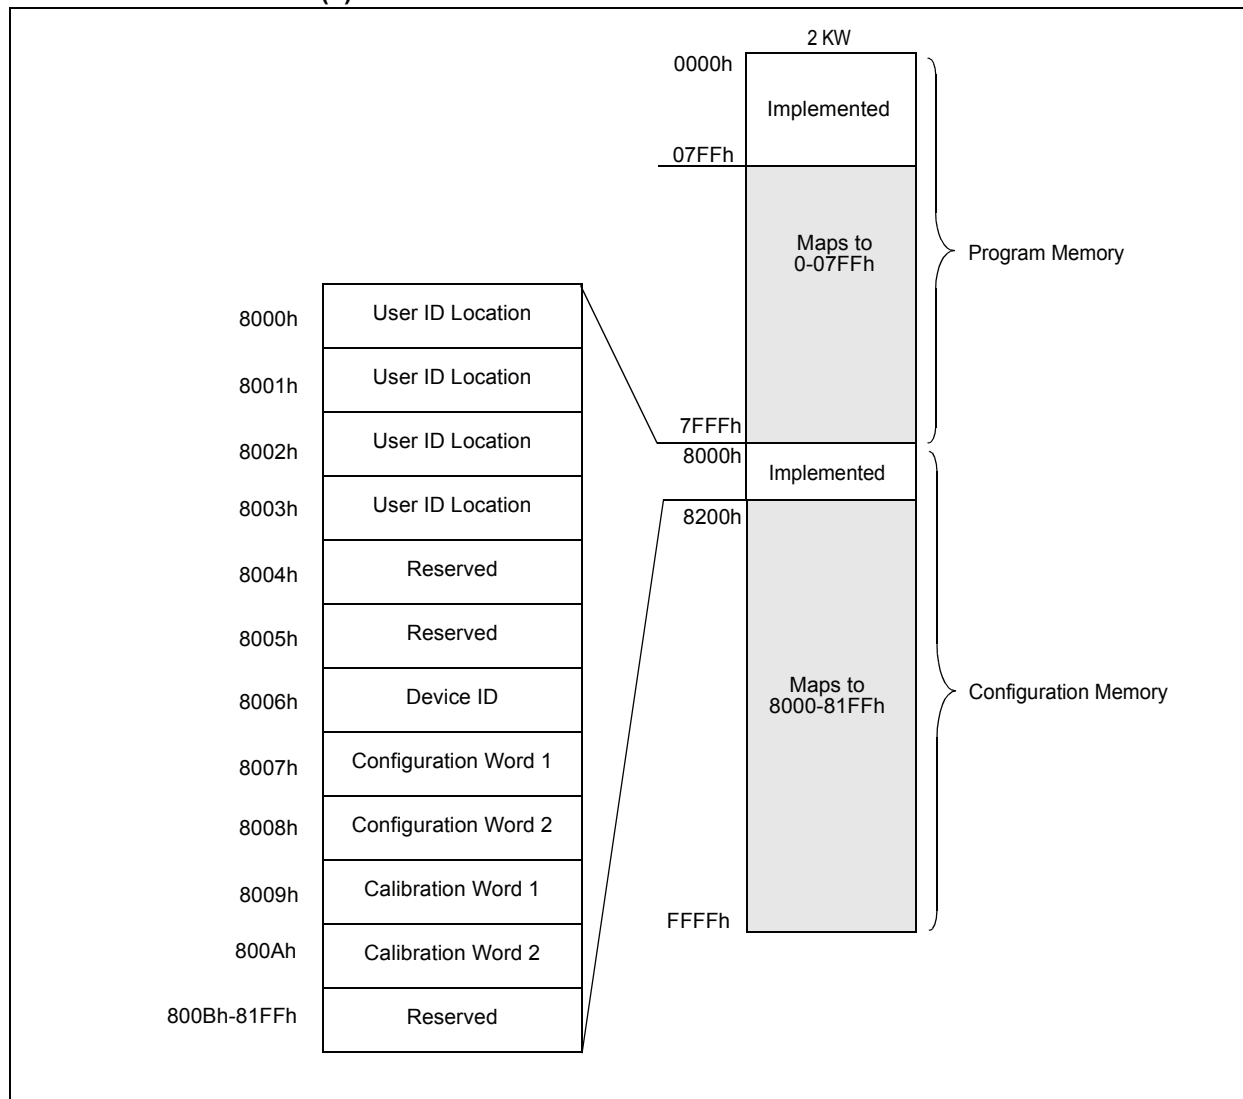 2 KW
0000h
Implemented
07FFh
Maps to
0-07FFh
Program Memory
7FFFh
8000h
Implemented
8200h
Maps to
8000-81FFh
Configuration Memory
FFFFh
8000h User ID Location
8001h User ID Location
8002h User ID Location
8003h User ID Location
8004h Reserved
8005h Reserved
8006h Device ID
8007h Configuration Word 1
8008h Configuration Word 2
8009h Calibration Word 1
800Ah Calibration Word 2
800Bh-81FFh Reserved